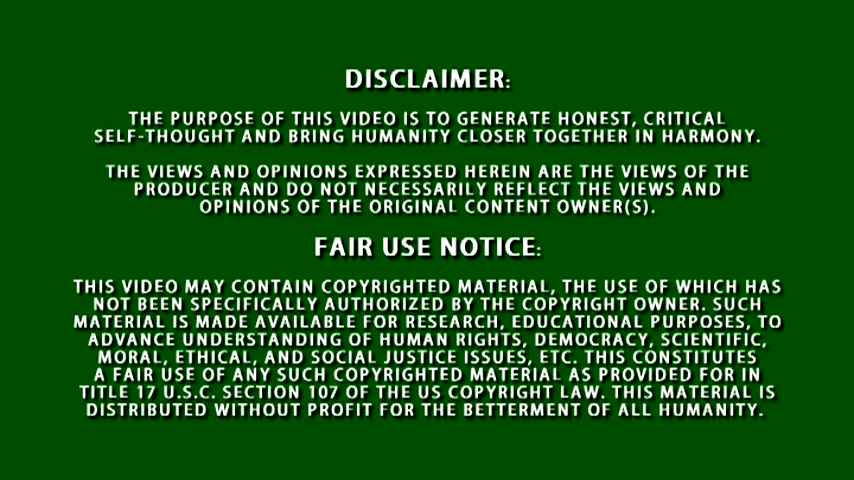 DISCLAIMER:
THE PURPOSE OF THIS VIDEO IS TO GENERATE HONEST, CRITICAL
SELF-THOUGHT AND BRING HUMANITY CLOSER TOGETHER IN HARMONY.
THE VIEWS AND OPINIONS EXPRESSED HEREIN ARE THE VIEWS OF THE
PRODUCER AND DO NOT NECESSARILY REFLECT THE VIEWS AND
OPINIONS OF THE ORIGINAL CONTENT OWNER(S).
FAIR USE NOTICE:
THIS VIDEO MAY CONTAIN COPYRIGHTED MATERIAL, THE USE OF WHICH HAS
NOT BEEN SPECIFICALLY AUTHORIZED BY THE COPYRIGHT OWNER. SUCH
MATERIAL IS MADE AVAILABLE FOR RESEARCH, EDUCATIONAL PURPOSES, TO
ADVANCE UNDERSTANDING OF HUMAN RIGHTS, DEMOCRACY, SCIENTIFIC,
MORAL, ETHICAL, AND SOCIAL JUSTICE ISSUES, ETC. THIS CONSTITUTES
A FAIR USE OF ANY SUCH COPYRIGHTED MATERIAL AS PROVIDED FOR IN
TITLE 17 U.S.C. SECTION 107 OF THE US COPYRIGHT LAW. THIS MATERIAL IS
DISTRIBUTED WITHOUT PROFIT FOR THE BETTERMENT OF ALL HUMANITY.